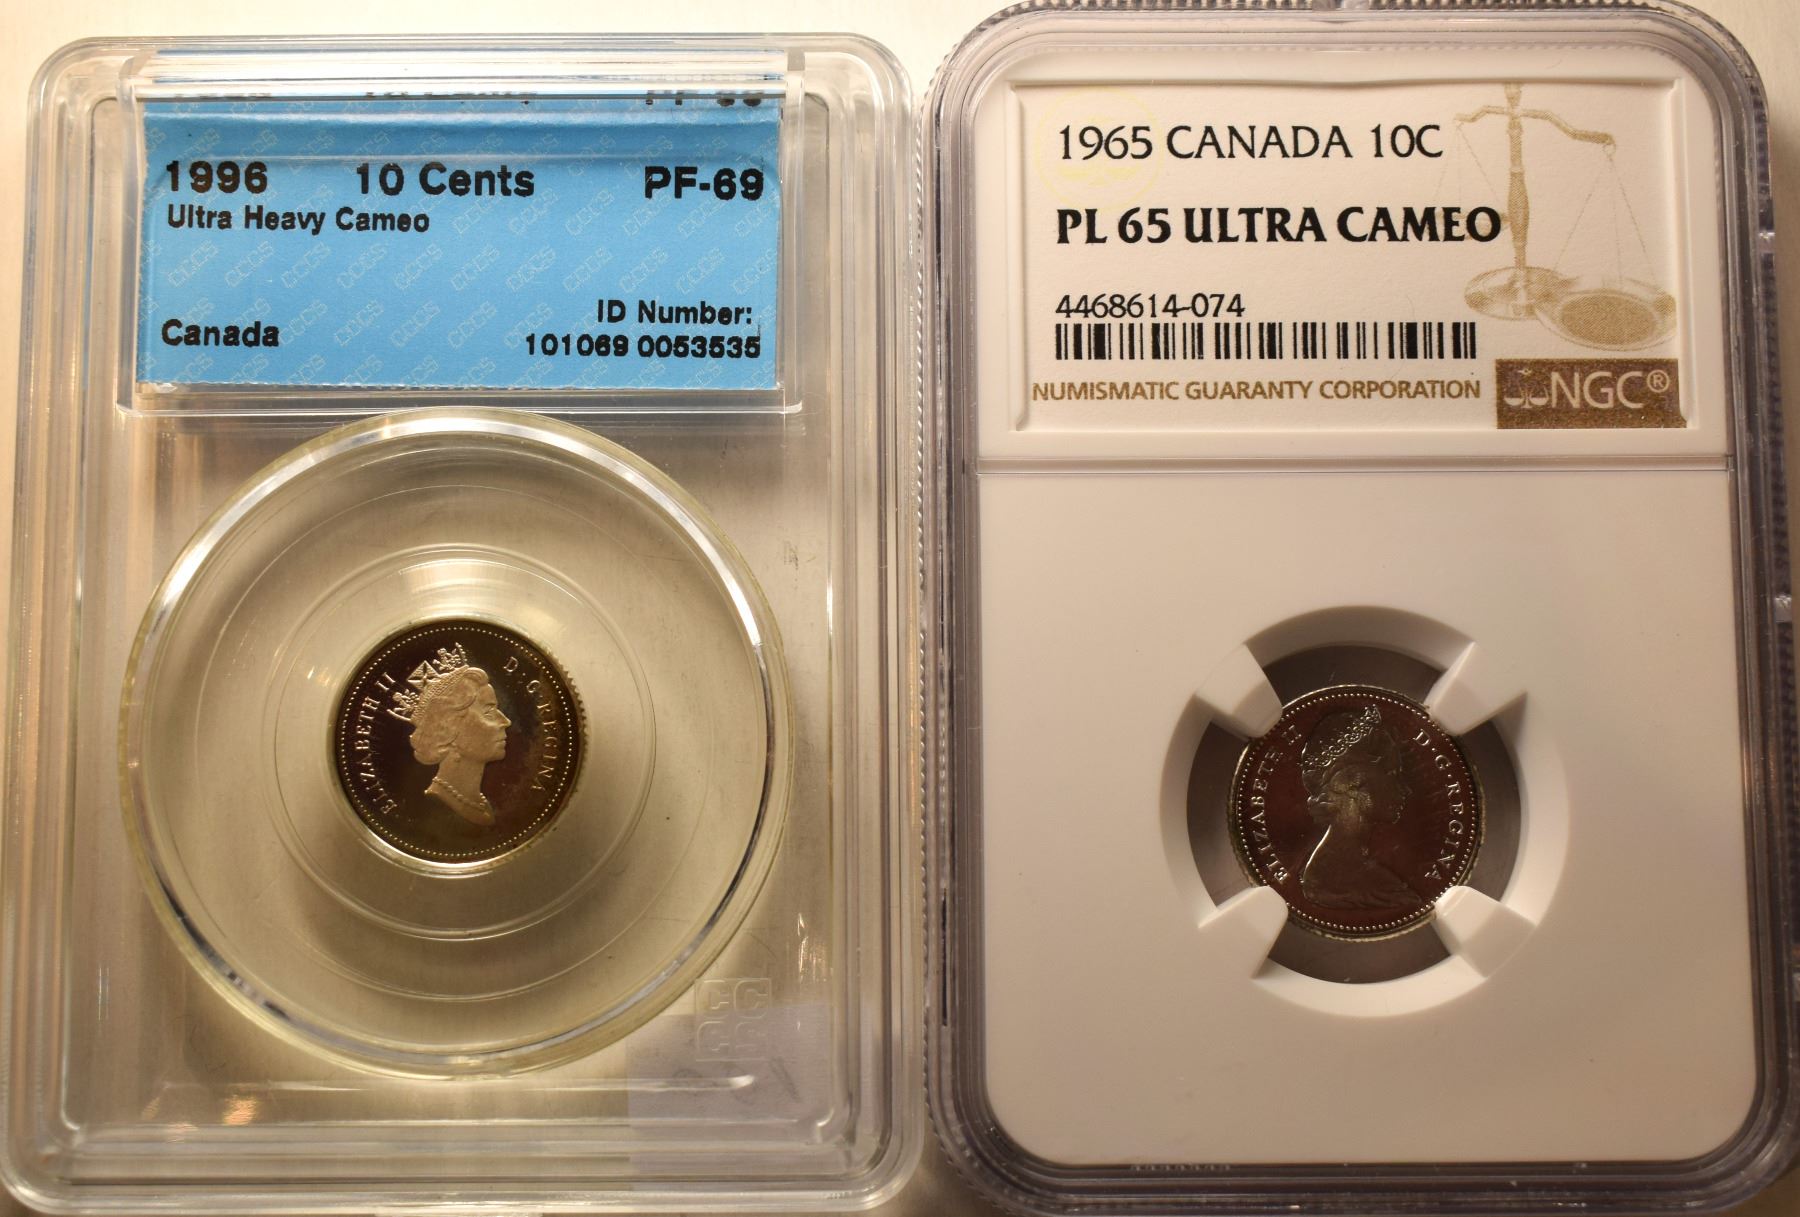 1996 10 Cents PF-69
Ultra Heavy Cameo
Canada
ID Number:
101069 0053535
ELIZABETH II D·G·REGINA
1965 CANADA 10C
PL 65 ULTRA CAMEO
4468614-074
NUMISMATIC GUARANTY CORPORATION
NGC®
ELIZABETH II D·G·REGINA